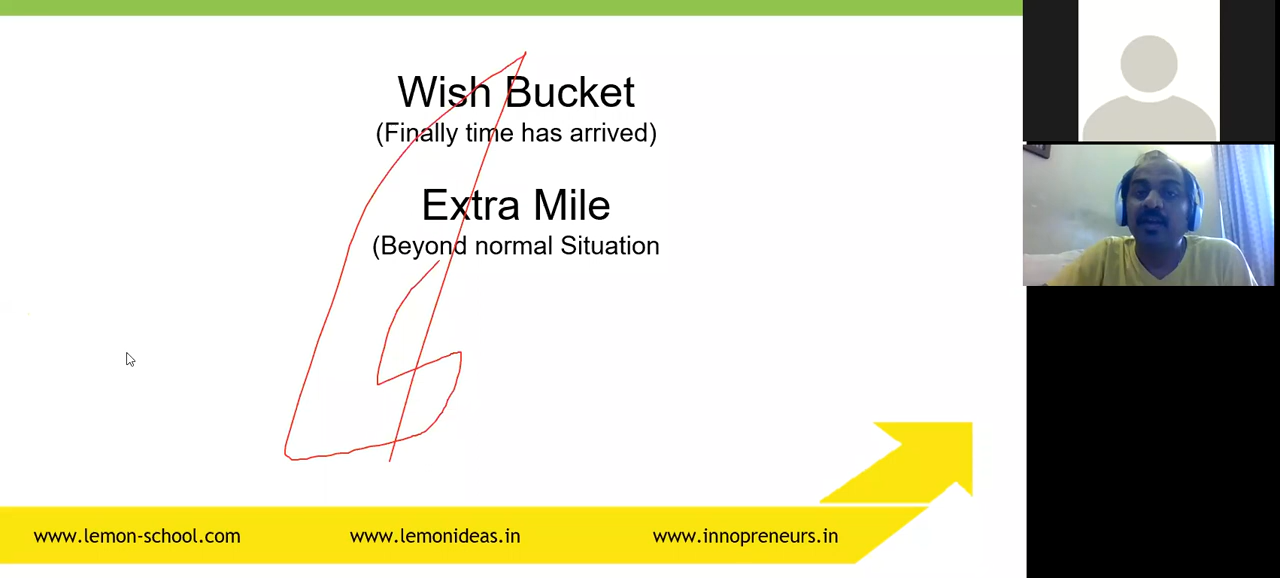 Wish Bucket
(Finally time has arrived)
Extra Mile
(Beyond normal Situation
www.lemon-school.com www.lemonideas.in www.innopreneurs.in